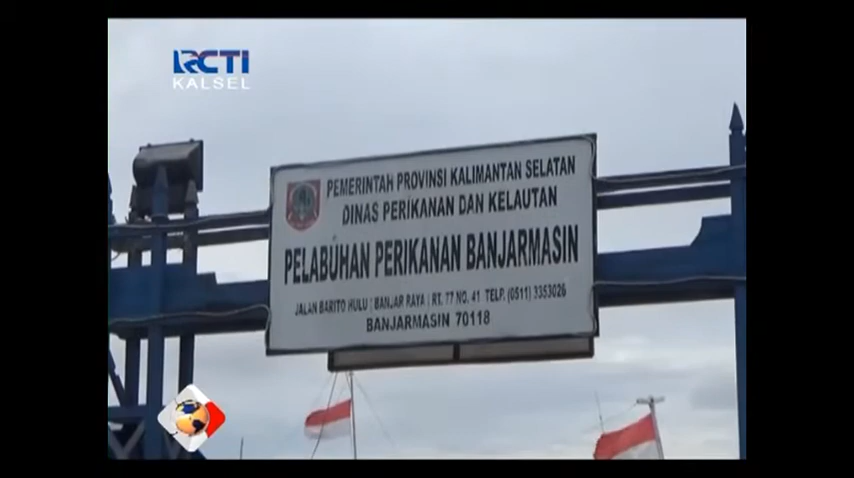 RCTI
KALSEL
PEMERINTAH PROVINSI KALIMANTAN SELATAN
DINAS PERIKANAN DAN KELAUTAN
PELABUHAN PERIKANAN BANJARMASIN
JALAN BARITO HULU | BANJAR RAYA | RT. 77 NO. 41 TELP. (0511) 3353026
BANJARMASIN 70118